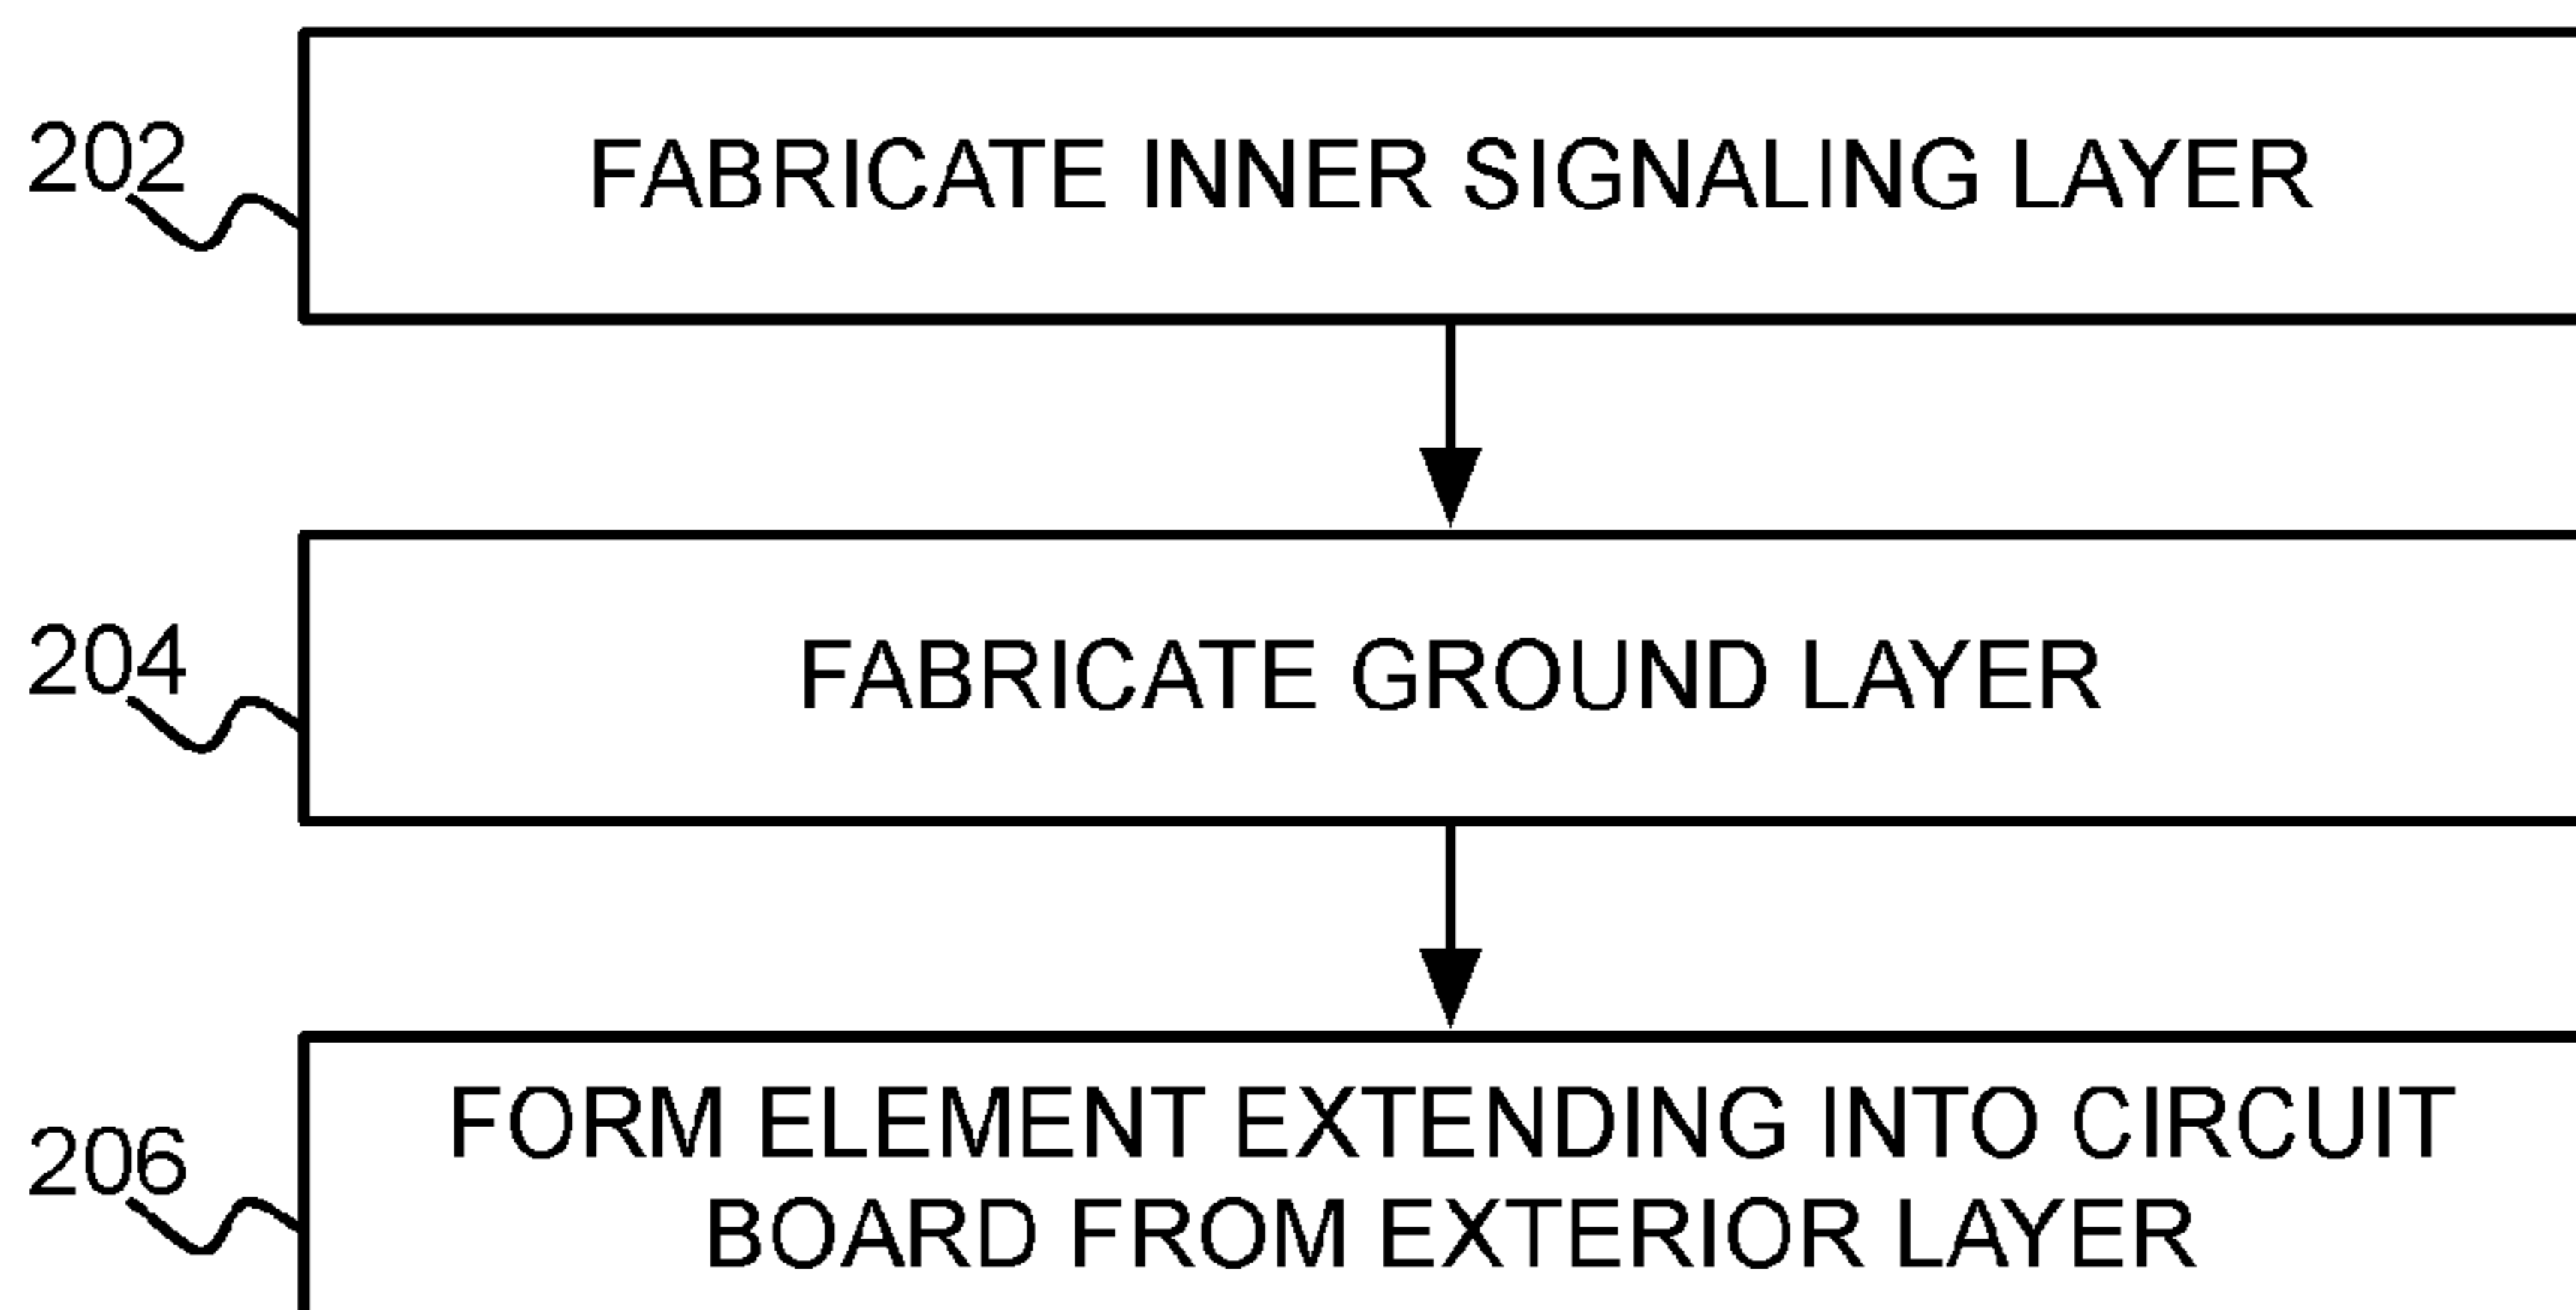 202
FABRICATE INNER SIGNALING LAYER
204
FABRICATE GROUND LAYER
206
FORM ELEMENT EXTENDING INTO CIRCUIT
BOARD FROM EXTERIOR LAYER